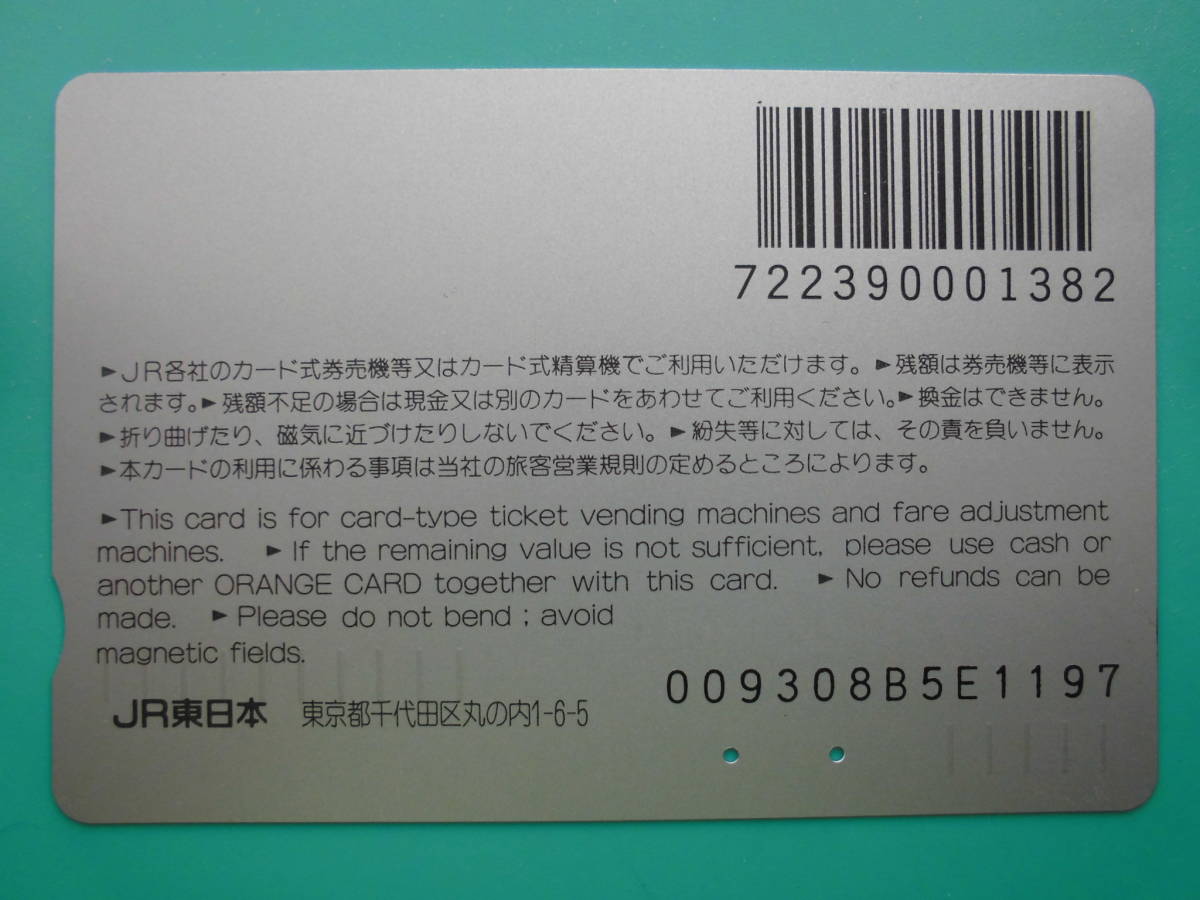 722390001382
►JR各社のカード式券売機等又はカード式精算機でご利用いただけます。►残額は券売機等に表示
されます。►残額不足の場合は現金又は別のカードをあわせてご利用ください。►換金はできません。
►折り曲げたり、磁気に近づけたりしないでください。►紛失等に対しては、その責を負いません。
►本カードの利用に係わる事項は当社の旅客営業規則の定めるところによります。
►This card is for card-type ticket vending machines and fare adjustment
machines. ►If the remaining value is not sufficient, please use cash or
another ORANGE CARD together with this card. ►No refunds can be
made. ►Please do not bend ; avoid
magnetic fields.
009308B5E1197
JR東日本 東京都千代田区丸の内1-6-5